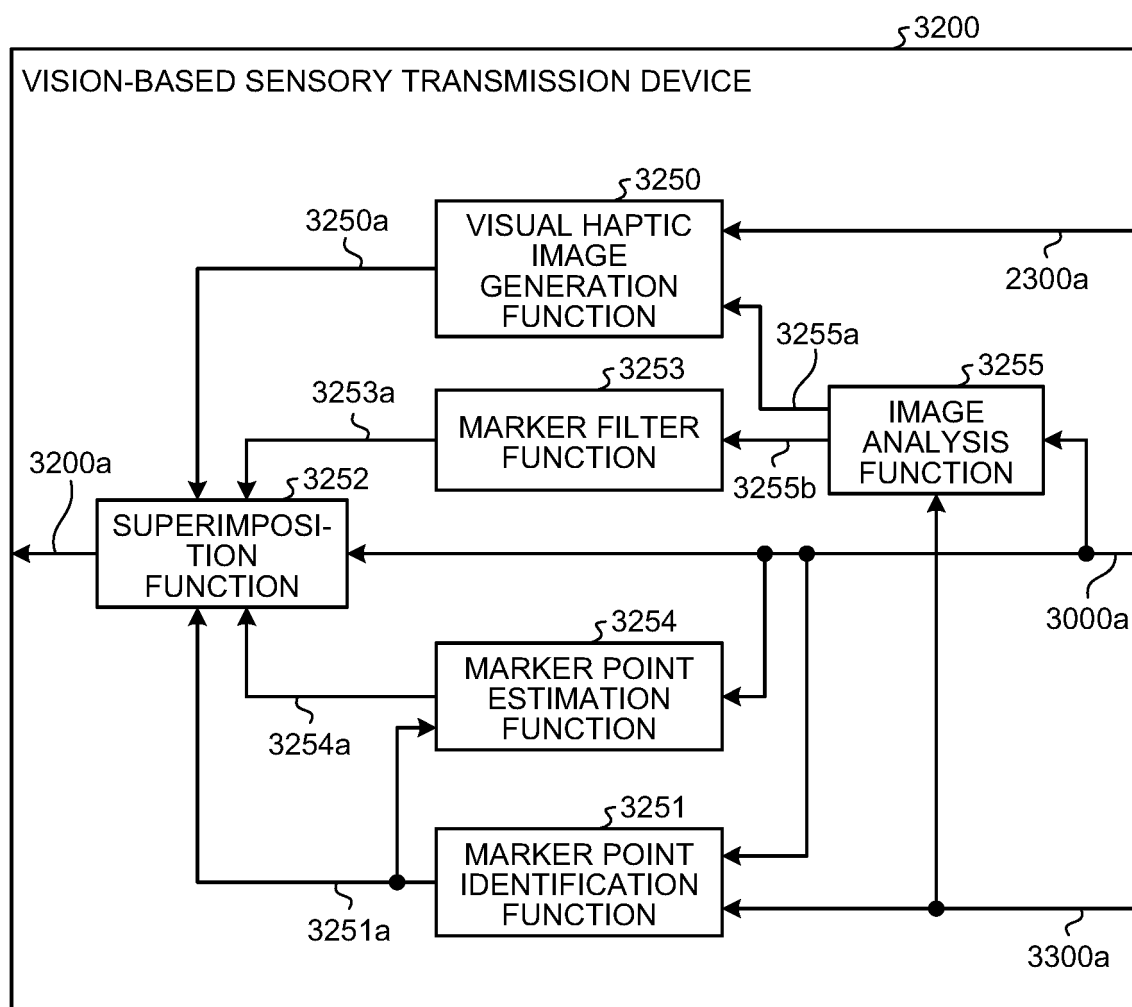 3200
VISION-BASED SENSORY TRANSMISSION DEVICE
3250
3250a
VISUAL HAPTIC
IMAGE
GENERATION
FUNCTION
2300a
3255a
3255
3253
3253a
MARKER FILTER
FUNCTION
IMAGE
ANALYSIS
FUNCTION
3255b
3200a
3252
SUPERIMPOSI-
TION
FUNCTION
3000a
3254
MARKER POINT
ESTIMATION
FUNCTION
3254a
3251
MARKER POINT
IDENTIFICATION
FUNCTION
3251a
3300a